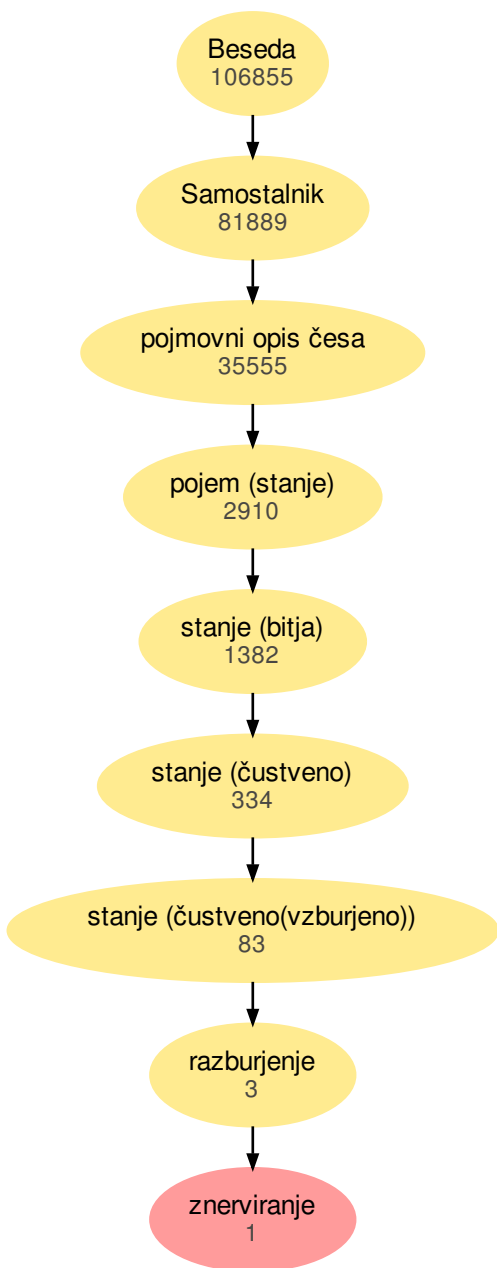 Beseda
106855
Samostalnik
81889
pojmovni opis česa
35555
pojem (stanje)
2910
stanje (bitja)
1382
stanje (čustveno)
334
stanje (čustveno(vzburjeno))
83
razburjenje
3
znerviranje
1